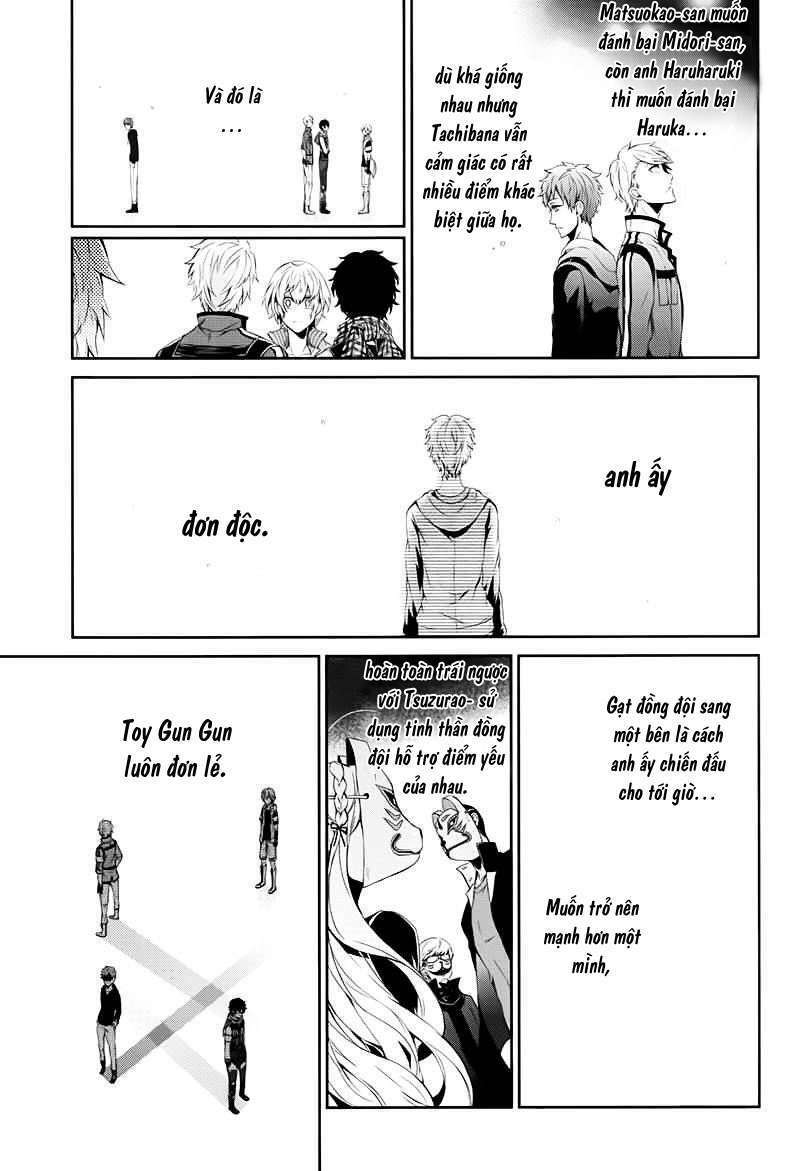 Matsuokao-san muốn
đánh bại Midori-san,
còn anh Haruharuki
thì muốn đánh bại
Haruka...
dù khá giống
nhau nhưng
Tachibana vẫn
cảm giác có rất
nhiều điểm khác
biệt giữa họ.
Và đó là
...
anh ấy
đơn độc.
Gạt đồng đội sang
một bên là cách
anh ấy chiến đấu
cho tới giờ...
Muốn trở nên
mạnh hơn một
mình,
hoàn toàn trái ngược
với Tsuzurao- sử
dụng tinh thần đồng
đội hỗ trợ điểm yếu
của nhau.
Toy Gun Gun
luôn đơn lẻ.